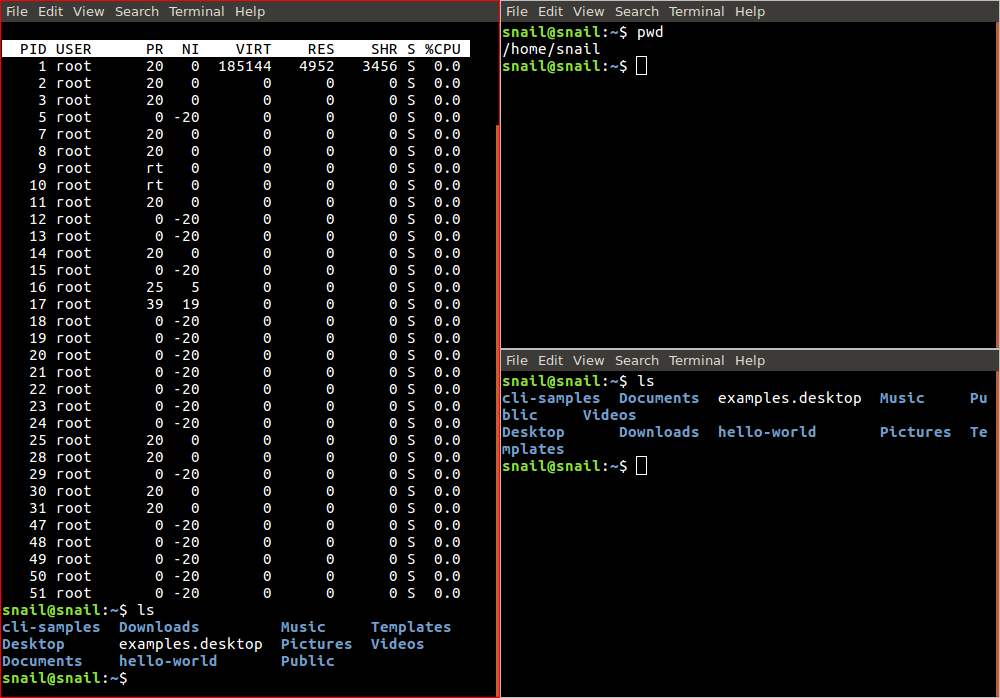 File Edit View Search Terminal Help
PID USER PR NI VIRT RES SHR S %CPU
1 root 20 0 185144 4952 3456 S 0.0
2 root 20 0 0 0 0 S 0.0
3 root 20 0 0 0 0 S 0.0
5 root 0 -20 0 0 0 S 0.0
7 root 20 0 0 0 0 S 0.0
8 root 20 0 0 0 0 S 0.0
9 root rt 0 0 0 0 S 0.0
10 root rt 0 0 0 0 S 0.0
11 root 20 0 0 0 0 S 0.0
12 root 0 -20 0 0 0 S 0.0
13 root 0 -20 0 0 0 S 0.0
14 root 20 0 0 0 0 S 0.0
15 root 0 -20 0 0 0 S 0.0
16 root 25 5 0 0 0 S 0.0
17 root 39 19 0 0 0 S 0.0
18 root 0 -20 0 0 0 S 0.0
19 root 0 -20 0 0 0 S 0.0
20 root 0 -20 0 0 0 S 0.0
21 root 0 -20 0 0 0 S 0.0
22 root 0 -20 0 0 0 S 0.0
23 root 0 -20 0 0 0 S 0.0
24 root 0 -20 0 0 0 S 0.0
25 root 20 0 0 0 0 S 0.0
28 root 20 0 0 0 0 S 0.0
29 root 0 -20 0 0 0 S 0.0
30 root 20 0 0 0 0 S 0.0
31 root 20 0 0 0 0 S 0.0
47 root 0 -20 0 0 0 S 0.0
48 root 0 -20 0 0 0 S 0.0
49 root 0 -20 0 0 0 S 0.0
50 root 0 -20 0 0 0 S 0.0
51 root 0 -20 0 0 0 S 0.0
snail@snail:~$ ls
cli-samples Downloads Music Templates
Desktop examples.desktop Pictures Videos
Documents hello-world Public
snail@snail:~$
File Edit View Search Terminal Help
snail@snail:~$ pwd
/home/snail
snail@snail:~$
File Edit View Search Terminal Help
snail@snail:~$ ls
cli-samples Documents examples.desktop Music Pu
blic Videos
Desktop Downloads hello-world Pictures Te
mplates
snail@snail:~$